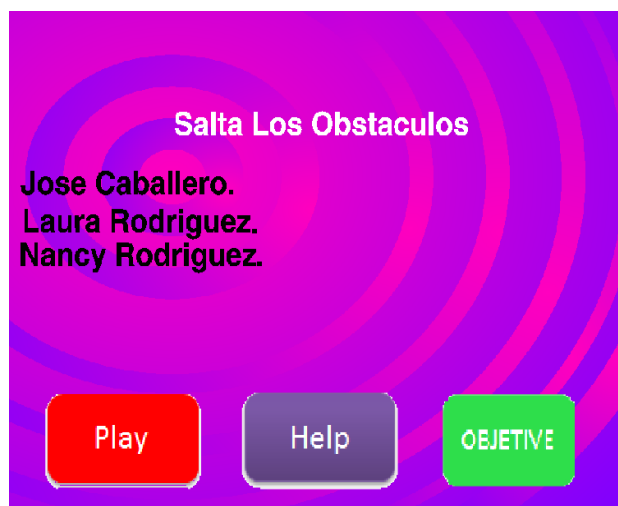 Salta Los Obstaculos
Jose Caballero.
Laura Rodriguez.
Nancy Rodriguez.
Play
Help
OBJETIVE